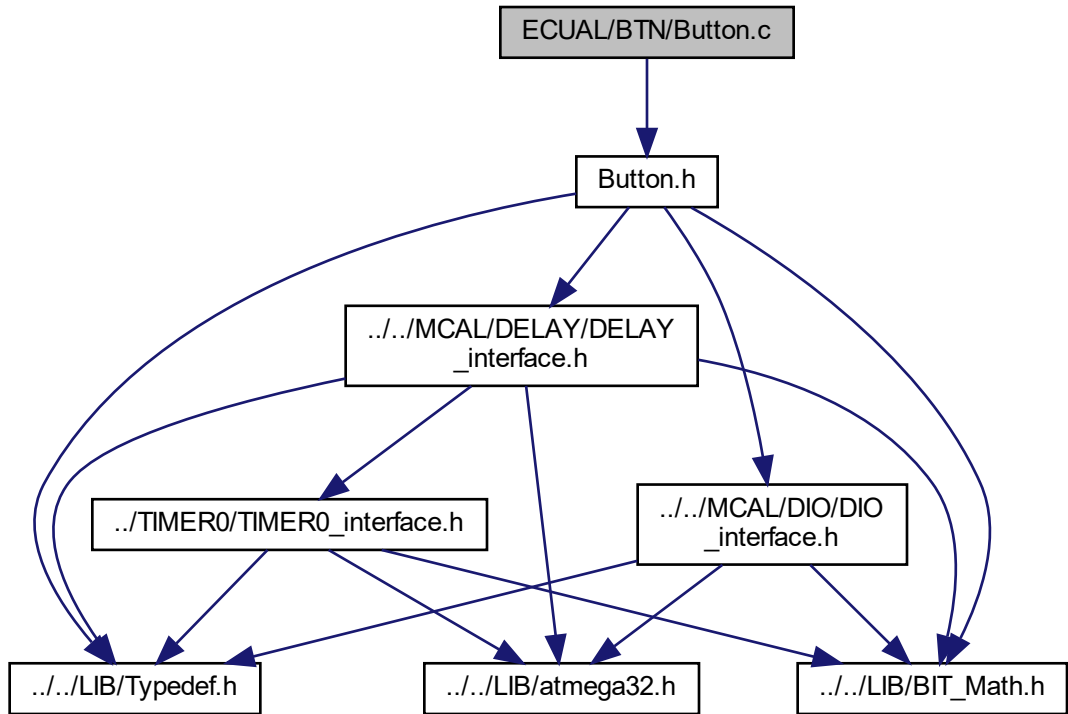 ECUAL/BTN/Button.c
Button.h
../../MCAL/DELAY/DELAY
_interface.h
../TIMER0/TIMER0_interface.h
../../MCAL/DIO/DIO
_interface.h
../../LIB/Typedef.h
../../LIB/atmega32.h
../../LIB/BIT_Math.h